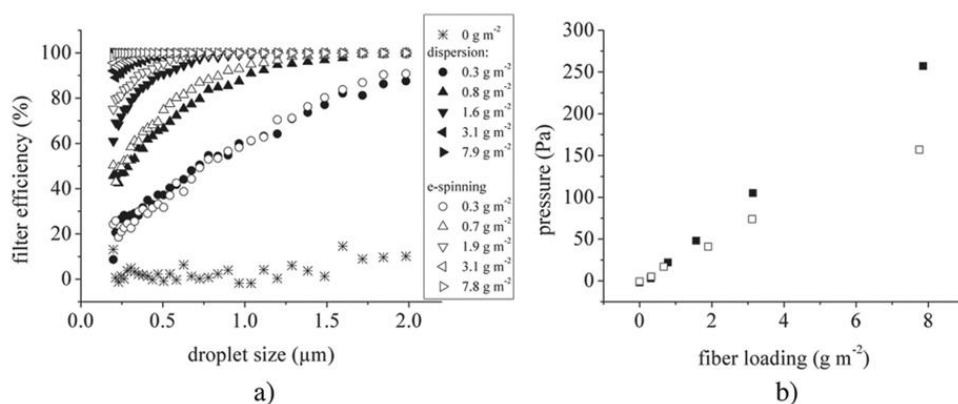 0 g m⁻²
dispersion:
0.3 g m⁻²
0.8 g m⁻²
1.6 g m⁻²
3.1 g m⁻²
7.9 g m⁻²
e-spinning
0.3 g m⁻²
0.7 g m⁻²
1.9 g m⁻²
3.1 g m⁻²
7.8 g m⁻²
filter efficiency (%)
100
80
60
40
20
0
0.0 0.5 1.0 1.5 2.0
droplet size (µm)
a)
pressure (Pa)
300
250
200
150
100
50
0
0 2 4 6 8
fiber loading (g m⁻²)
b)